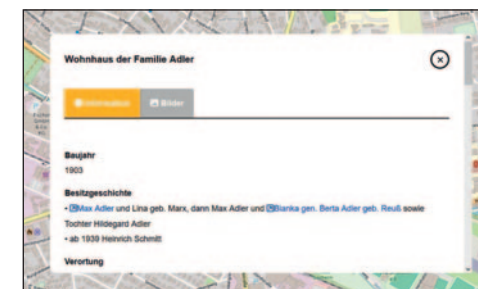 Wohnhaus der Familie Adler
Information Bilder
Baujahr
1903
Besitzgeschichte
• Max Adler und Lina geb. Marx, dann Max Adler und Bianka gen. Berta Adler geb. Reuß sowie
Tochter Hildegard Adler
• ab 1939 Heinrich Schmitt
Verortung